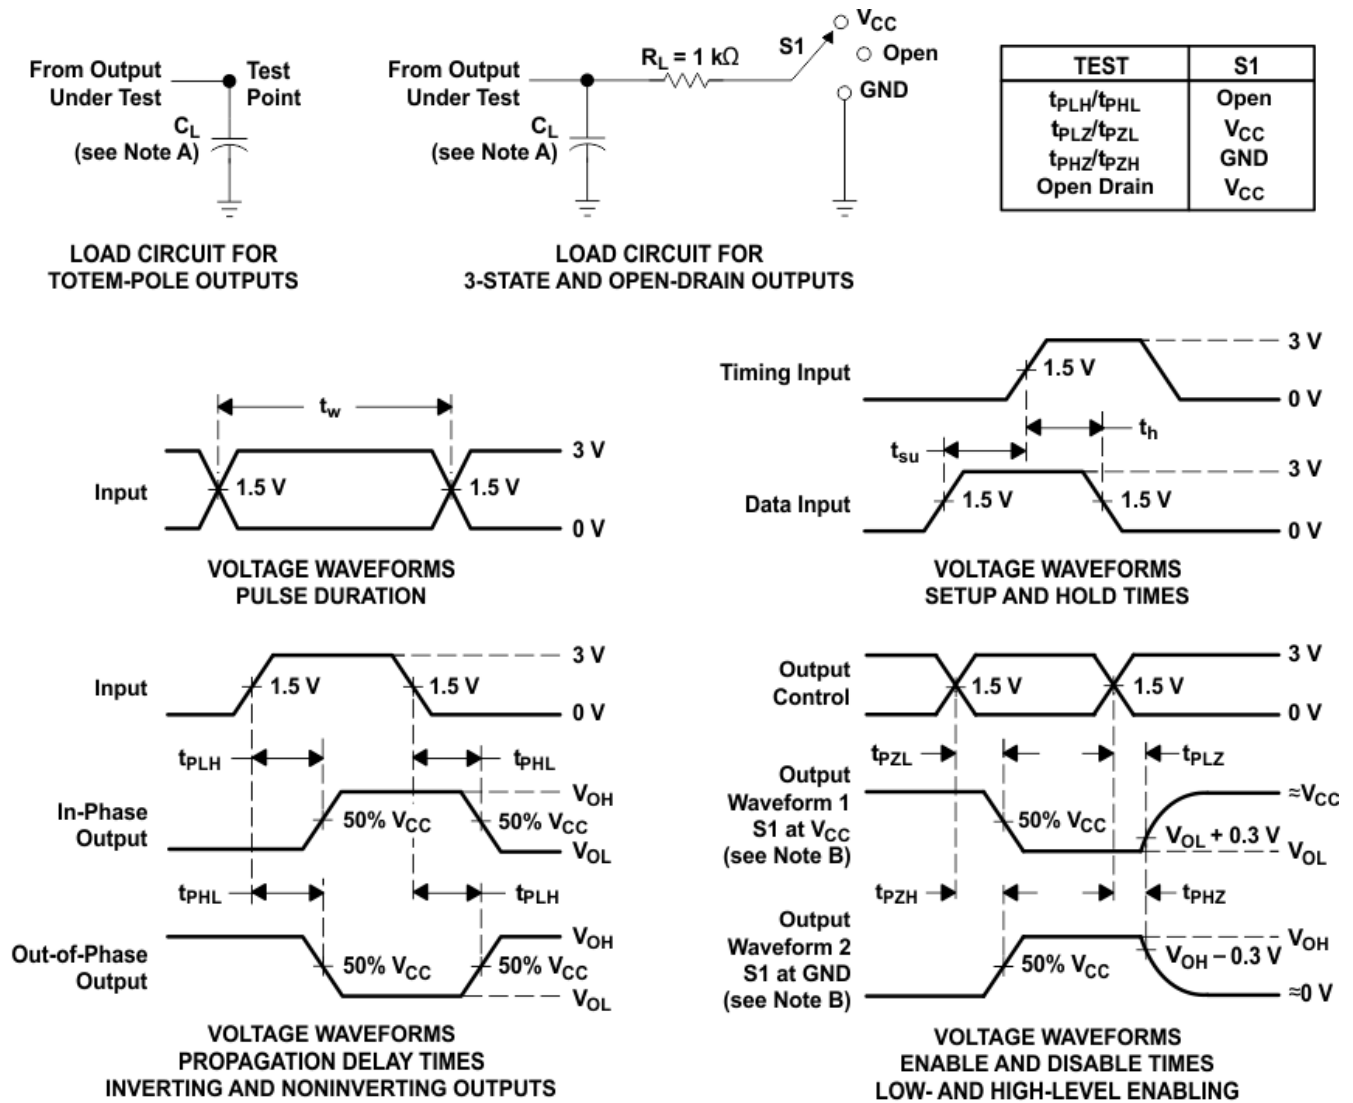 From Output
Under Test
Test
Point
CL
(see Note A)
LOAD CIRCUIT FOR
TOTEM-POLE OUTPUTS
From Output
Under Test
RL = 1 kΩ
S1
VCC
Open
GND
CL
(see Note A)
LOAD CIRCUIT FOR
3-STATE AND OPEN-DRAIN OUTPUTS
TEST S1
tPLH/tPHL Open
tPLZ/tPZL VCC
tPHZ/tPZH GND
Open Drain VCC
tw
Input
1.5 V
1.5 V
3 V
0 V
VOLTAGE WAVEFORMS
PULSE DURATION
Timing Input
1.5 V
3 V
0 V
th
tsu
Data Input
1.5 V
1.5 V
3 V
0 V
VOLTAGE WAVEFORMS
SETUP AND HOLD TIMES
Input
1.5 V
1.5 V
3 V
0 V
tPLH
tPHL
In-Phase
Output
50% VCC
50% VCC
VOH
VOL
tPHL
tPLH
Out-of-Phase
Output
50% VCC
50% VCC
VOH
VOL
VOLTAGE WAVEFORMS
PROPAGATION DELAY TIMES
INVERTING AND NONINVERTING OUTPUTS
Output
Control
1.5 V
1.5 V
3 V
0 V
tPZL
tPLZ
Output
Waveform 1
S1 at VCC
(see Note B)
50% VCC
VOL + 0.3 V
≈VCC
VOL
tPZH
tPHZ
Output
Waveform 2
S1 at GND
(see Note B)
50% VCC
VOH − 0.3 V
VOH
≈0 V
VOLTAGE WAVEFORMS
ENABLE AND DISABLE TIMES
LOW- AND HIGH-LEVEL ENABLING